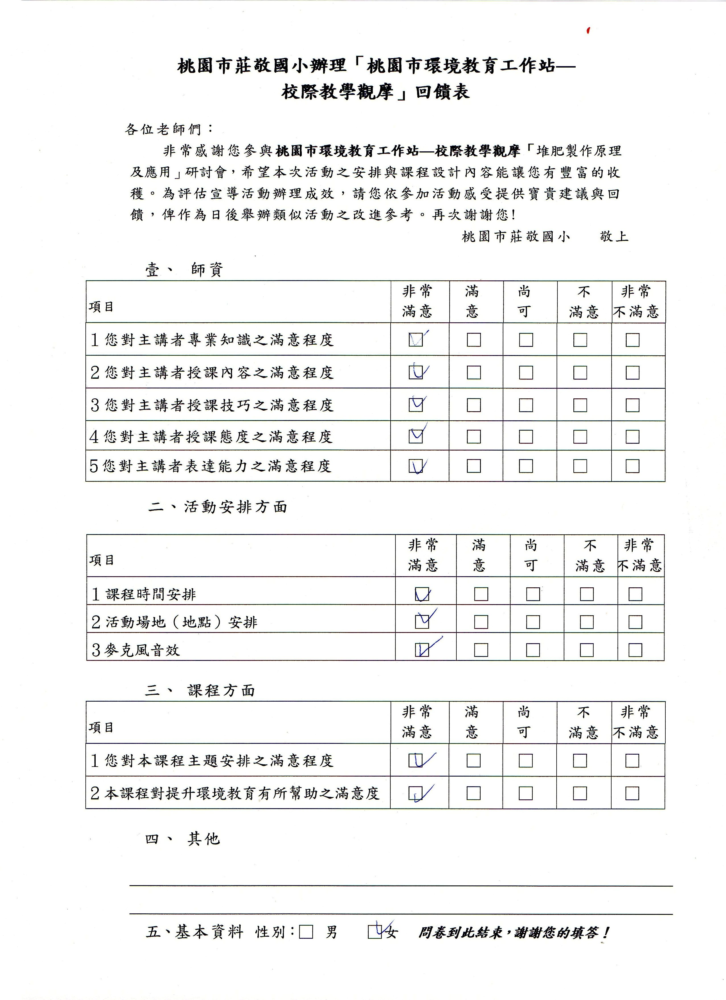 桃園市莊敬國小辦理「桃園市環境教育工作站—
校際教學觀摩」回饋表
各位老師們：
非常感謝您參與桃園市環境教育工作站—校際教學觀摩「堆肥製作原理
及應用」研討會，希望本次活動之安排與課程設計內容能讓您有豐富的收
穫。為評估宣導活動辦理成效，請您依參加活動感受提供寶貴建議與回
饋，俾作為日後舉辦類似活動之改進參考。再次謝謝您!
桃園市莊敬國小 敬上
壹、 師資
項目 非常滿意 滿意 尚可 不滿意 非常不滿意
1 您對主講者專業知識之滿意程度 ☑ □ □ □ □
2 您對主講者授課內容之滿意程度 ☑ □ □ □ □
3 您對主講者授課技巧之滿意程度 ☑ □ □ □ □
4 您對主講者授課態度之滿意程度 ☑ □ □ □ □
5 您對主講者表達能力之滿意程度 ☑ □ □ □ □
二、活動安排方面
項目 非常滿意 滿意 尚可 不滿意 非常不滿意
1 課程時間安排 ☑ □ □ □ □
2 活動場地（地點）安排 ☑ □ □ □ □
3 麥克風音效 ☑ □ □ □ □
三、 課程方面
項目 非常滿意 滿意 尚可 不滿意 非常不滿意
1 您對本課程主題安排之滿意程度 ☑ □ □ □ □
2 本課程對提升環境教育有所幫助之滿意度 ☑ □ □ □ □
四、 其他
五、基本資料 性別：□ 男 ☑女 問卷到此結束，謝謝您的填答！